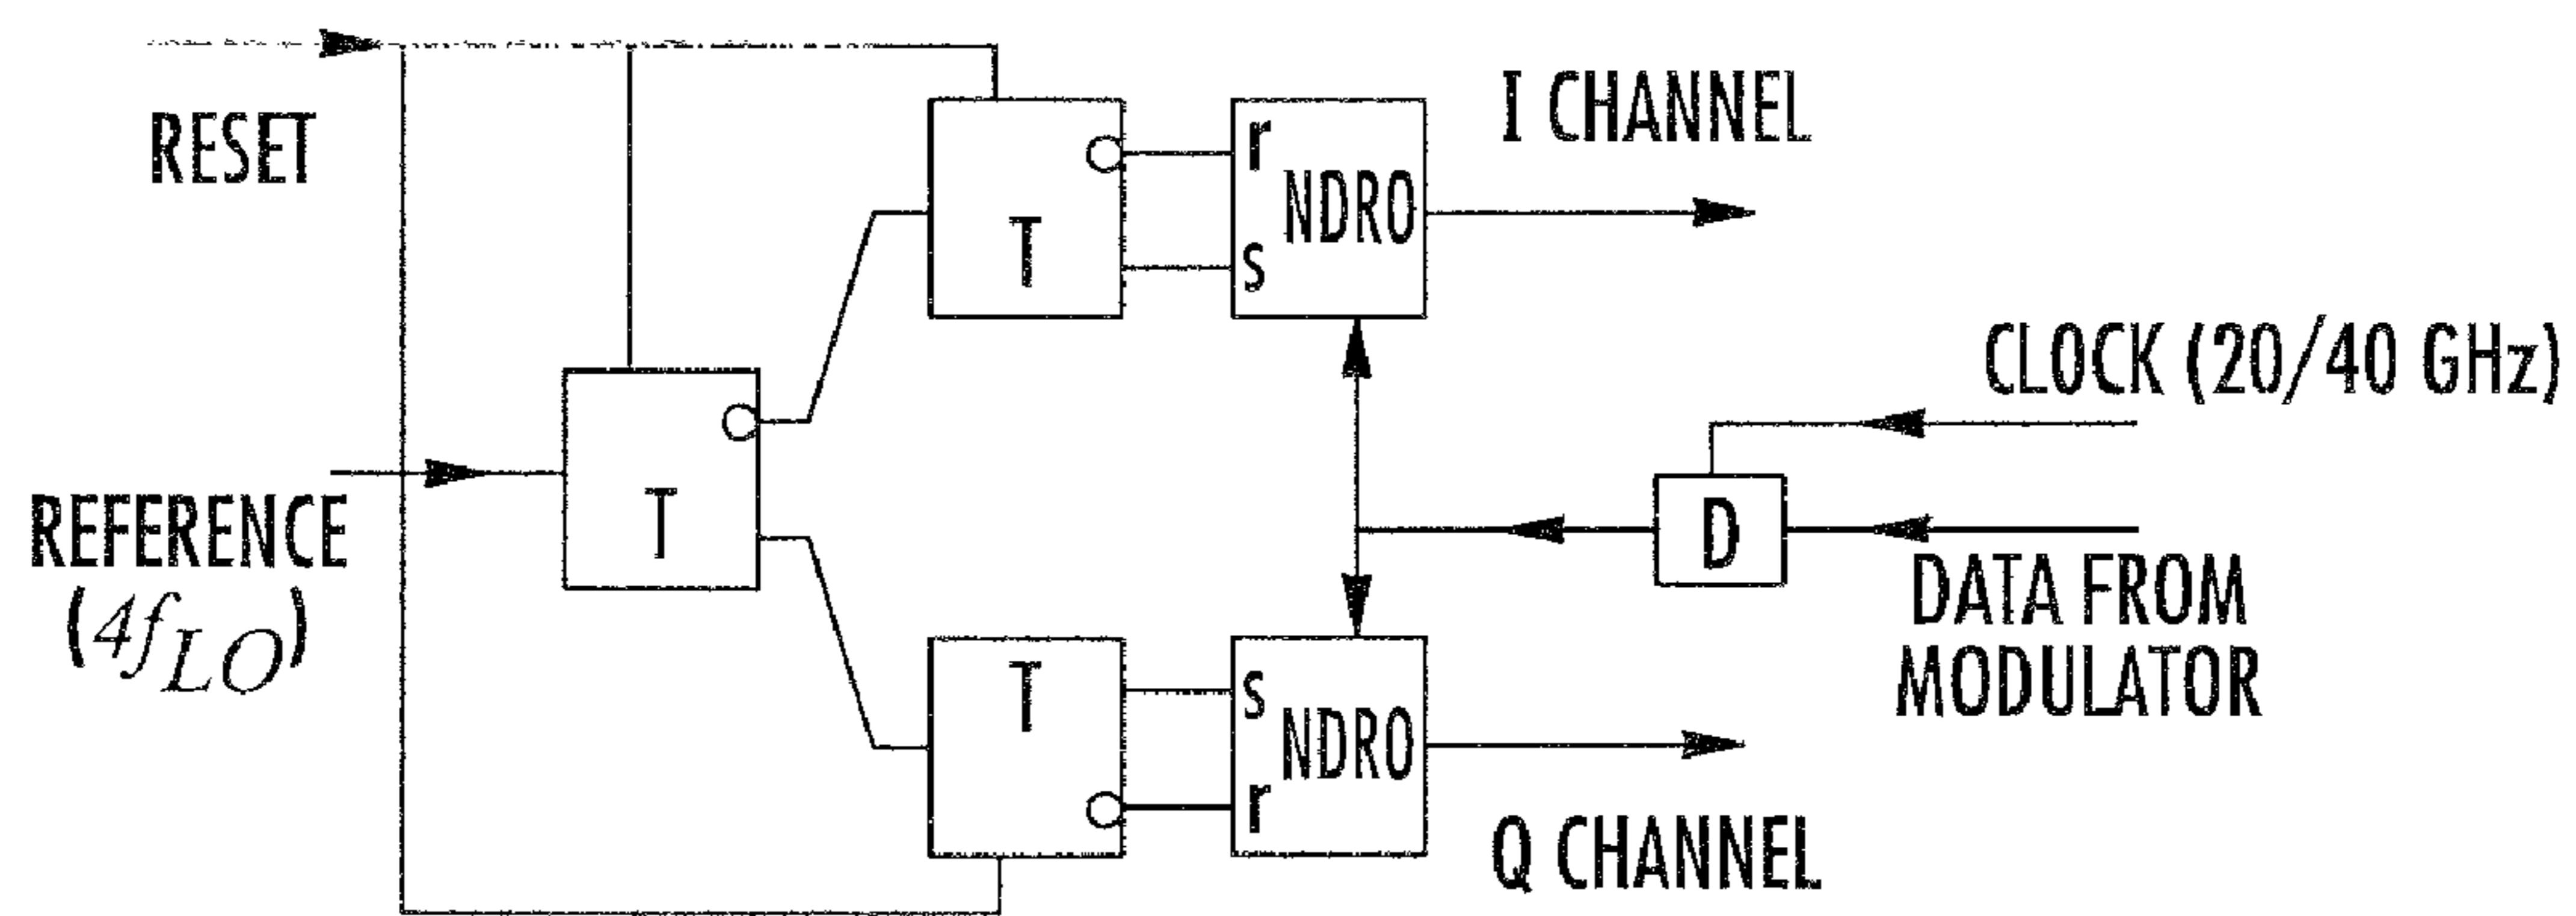 RESET
REFERENCE
(4fLO)
T
T
T
r
NDRO
s
s
NDRO
r
I CHANNEL
Q CHANNEL
CLOCK (20/40 GHz)
D
DATA FROM
MODULATOR